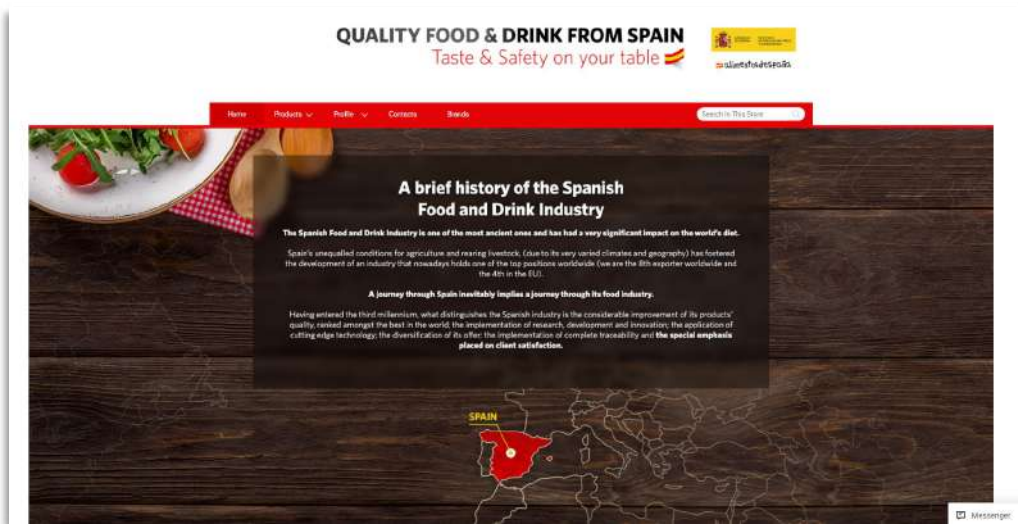 QUALITY FOOD & DRINK FROM SPAIN
Taste & Safety on your table
alimentosdespaña
Home Products Profile Contacts Brands Search In This Store
A brief history of the Spanish
Food and Drink Industry
The Spanish Food and Drink Industry is one of the most ancient ones and has had a very significant impact on the world's diet.
Spain's unequalled conditions for agriculture and rearing livestock, (due to its very varied climates and geography) has fostered
the development of an industry that nowadays holds one of the top positions worldwide (we are the 8th exporter worldwide and
the 4th in the EU).
A journey through Spain inevitably implies a journey through its food industry.
Having entered the third millennium, what distinguishes the Spanish industry is the considerable improvement of its products'
quality, ranked amongst the best in the world; the implementation of research, development and innovation; the application of
cutting edge technology; the diversification of its offer; the implementation of complete traceability and the special emphasis
placed on client satisfaction.
SPAIN
Messenger